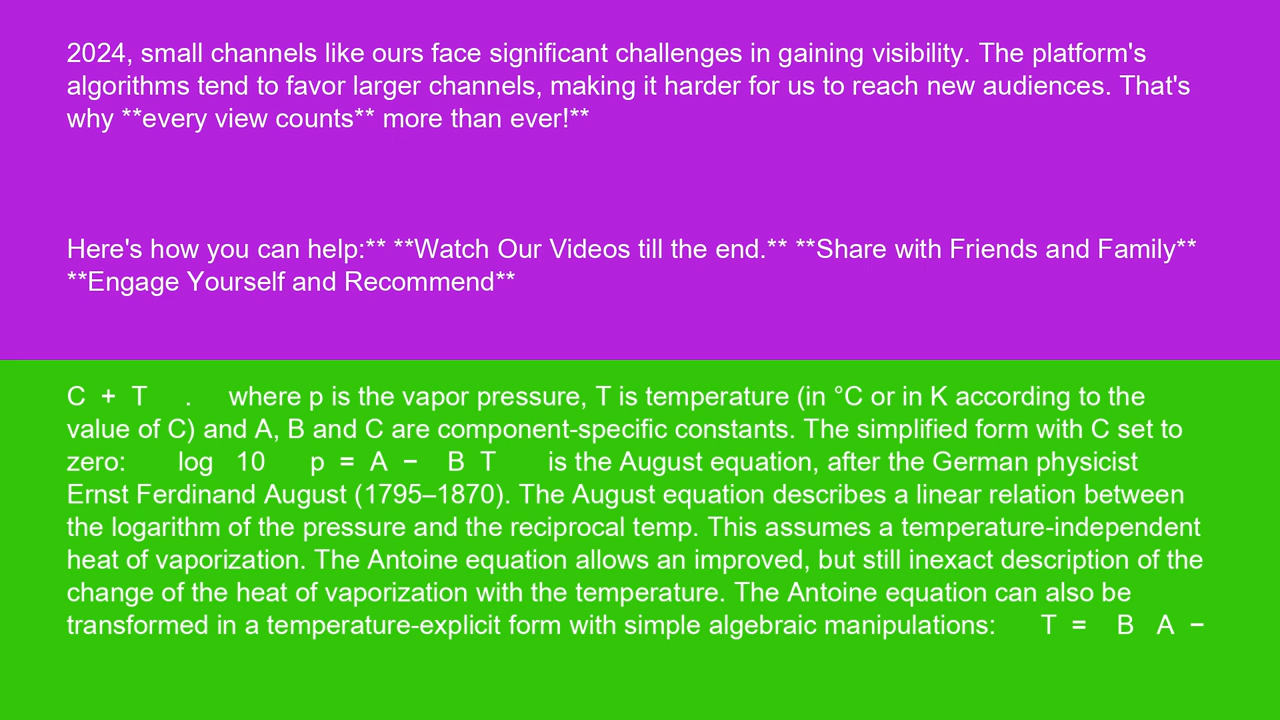 2024, small channels like ours face significant challenges in gaining visibility. The platform's
algorithms tend to favor larger channels, making it harder for us to reach new audiences. That's
why **every view counts** more than ever!**
Here's how you can help:** **Watch Our Videos till the end.** **Share with Friends and Family**
**Engage Yourself and Recommend**
C + T . where p is the vapor pressure, T is temperature (in °C or in K according to the
value of C) and A, B and C are component-specific constants. The simplified form with C set to
zero: log 10 p = A − B T is the August equation, after the German physicist
Ernst Ferdinand August (1795–1870). The August equation describes a linear relation between
the logarithm of the pressure and the reciprocal temp. This assumes a temperature-independent
heat of vaporization. The Antoine equation allows an improved, but still inexact description of the
change of the heat of vaporization with the temperature. The Antoine equation can also be
transformed in a temperature-explicit form with simple algebraic manipulations: T = B A −